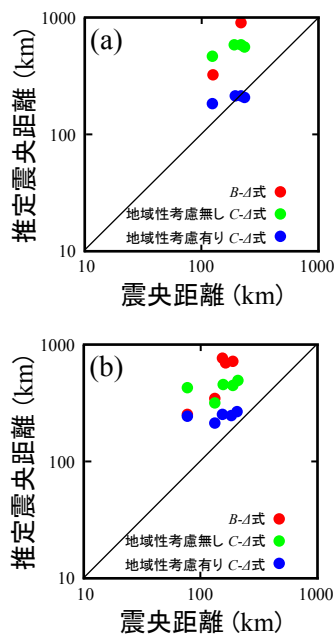 (a)
推定震央距離 (km)
1000
100
10
B-Δ式
地域性考慮無し C-Δ式
地域性考慮有り C-Δ式
10 100 1000
震央距離 (km)
(b)
推定震央距離 (km)
1000
100
10
B-Δ式
地域性考慮無し C-Δ式
地域性考慮有り C-Δ式
10 100 1000
震央距離 (km)